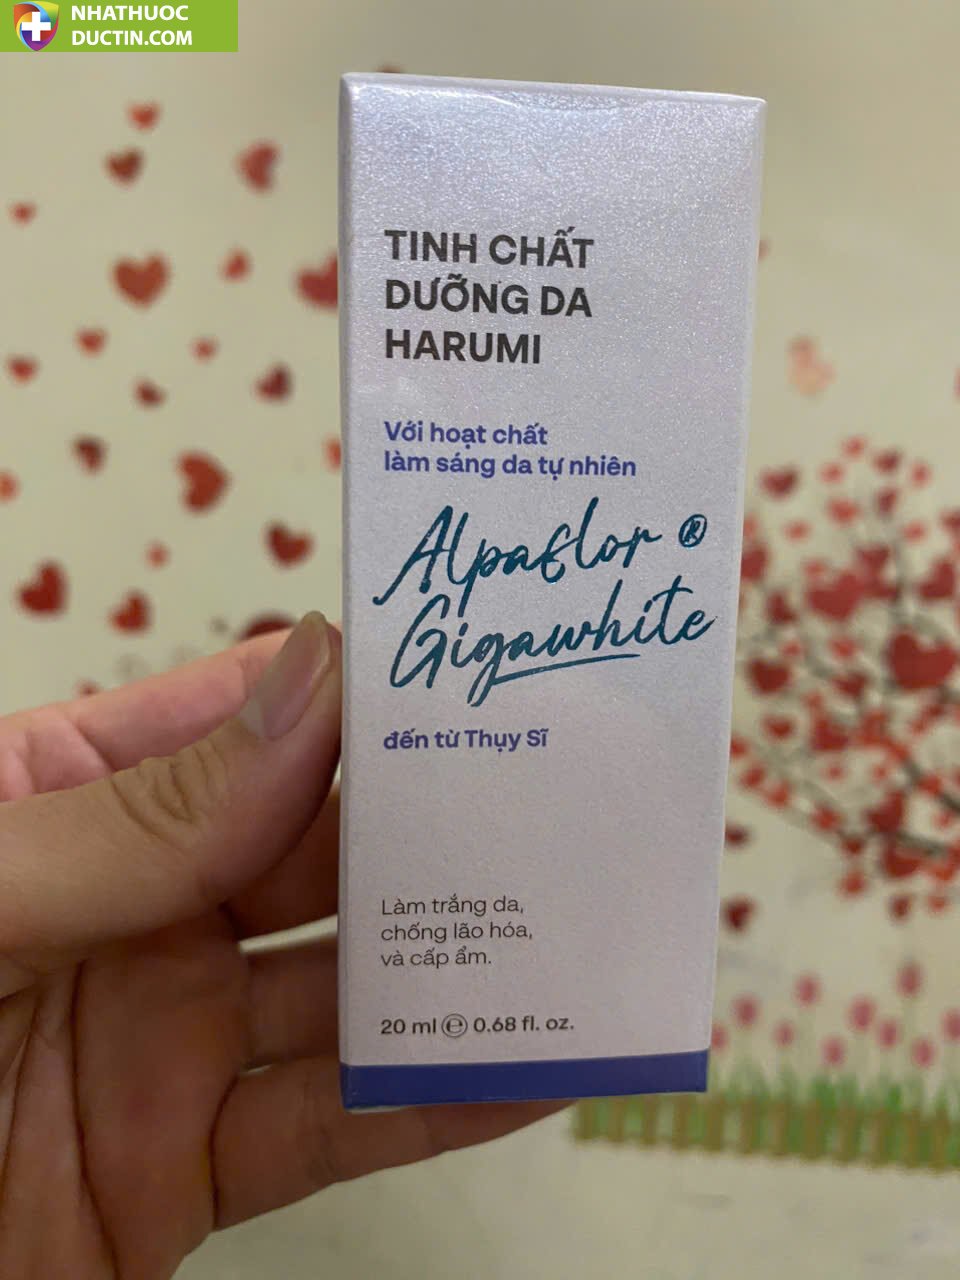 NHATHUOC
DUCTIN.COM
TINH CHẤT
DƯỠNG DA
HARUMI
Với hoạt chất
làm sáng da tự nhiên
Alpaflor ®
Gigawhite
đến từ Thụy Sĩ
Làm trắng da,
chống lão hóa,
và cấp ẩm.
20 ml ℮ 0.68 fl. oz.